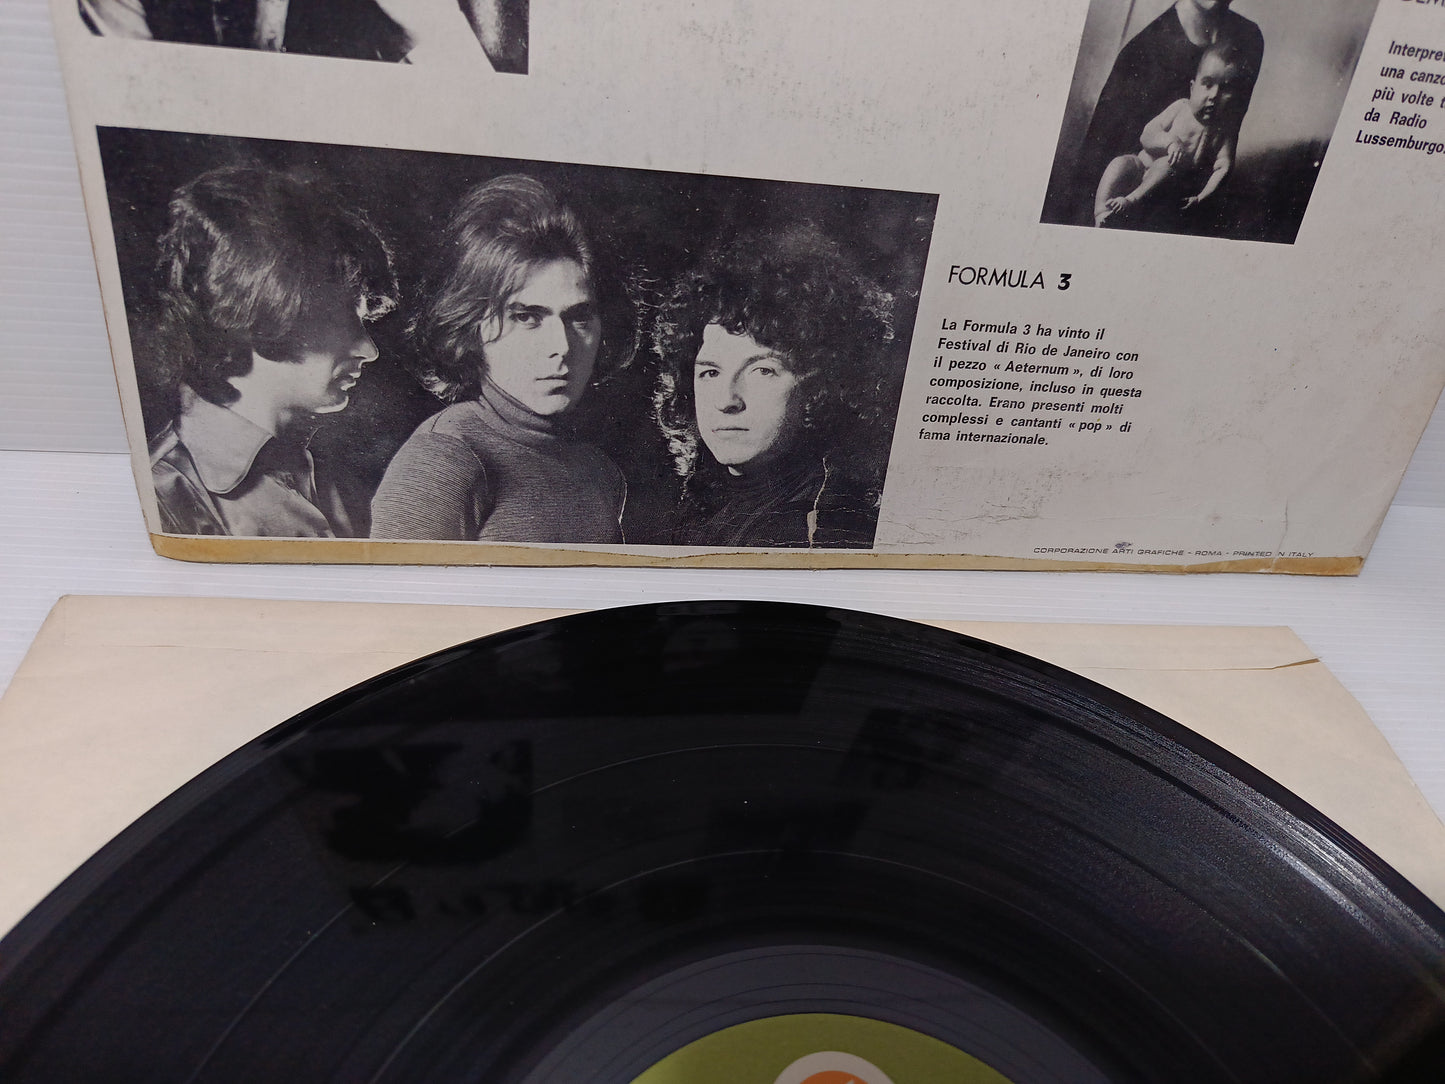 Interpre
una canzo
più volte t
da Radio
Lussemburgo.
FORMULA 3
La Formula 3 ha vinto il
Festival di Rio de Janeiro con
il pezzo « Aeternum », di loro
composizione, incluso in questa
raccolta. Erano presenti molti
complessi e cantanti « pop » di
fama internazionale.
CORPORAZIONE ARTI GRAFICHE - ROMA - PRINTED IN ITALY